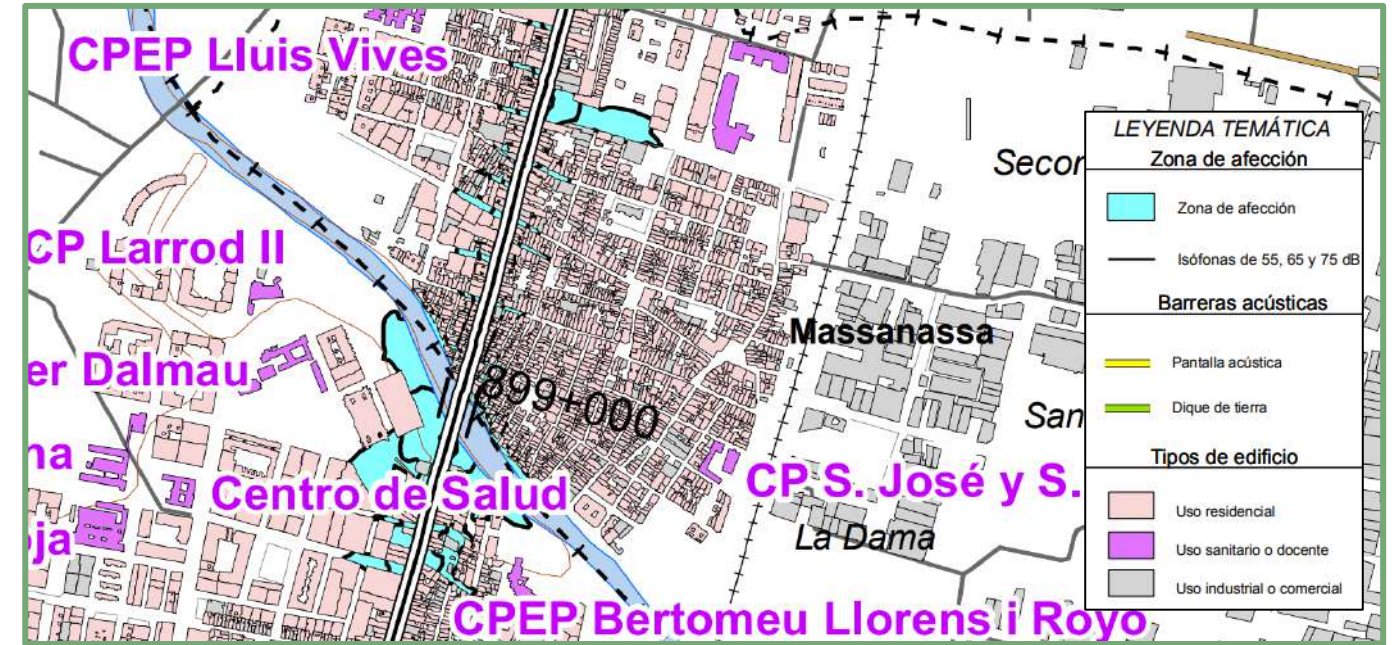 CPEP Lluis Vives
LEYENDA TEMÁTICA
Zona de afección
Zona de afección
Isófonas de 55, 65 y 75 dB
Barreras acústicas
Pantalla acústica
Dique de tierra
Tipos de edificio
Uso residencial
Uso sanitario o docente
Uso industrial o comercial
Secor
CP Larrod II
Massanassa
er Dalmau
899+000
San
na
Centro de Salud
CP S. José y S.
oja
La Dama
CPEP Bertomeu Llorens i Royo